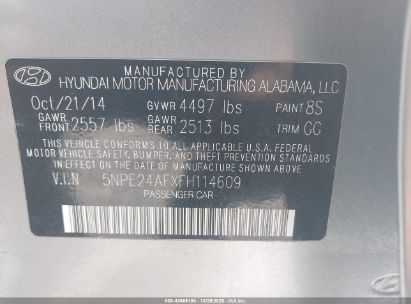 MANUFACTURED BY
HYUNDAI MOTOR MANUFACTURING ALABAMA, LLC
Oct/21/14 GVWR 4497 lbs PAINT 8S
GAWR FRONT 2557 lbs GAWR REAR 2513 lbs TRIM GG
THIS VEHICLE CONFORMS TO ALL APPLICABLE U.S.A. FEDERAL
MOTOR VEHICLE SAFETY, BUMPER, AND THEFT PREVENTION
STANDARDS IN EFFECT ON THE DATE OF MANUFACTURE SHOWN ABOVE.
V.I.N 5NPE24AFXFH114609
PASSENGER CAR